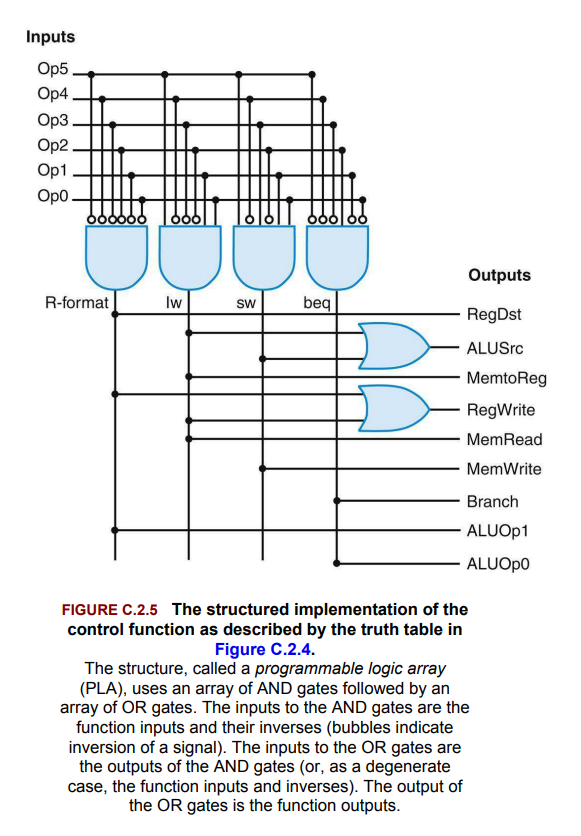 Inputs
Op5
Op4
Op3
Op2
Op1
Op0
R-format
lw
sw
beq
Outputs
RegDst
ALUSrc
MemtoReg
RegWrite
MemRead
MemWrite
Branch
ALUOp1
ALUOp0
FIGURE C.2.5 The structured implementation of the
control function as described by the truth table in
Figure C.2.4.
The structure, called a programmable logic array
(PLA), uses an array of AND gates followed by an
array of OR gates. The inputs to the AND gates are the
function inputs and their inverses (bubbles indicate
inversion of a signal). The inputs to the OR gates are
the outputs of the AND gates (or, as a degenerate
case, the function inputs and inverses). The output of
the OR gates is the function outputs.